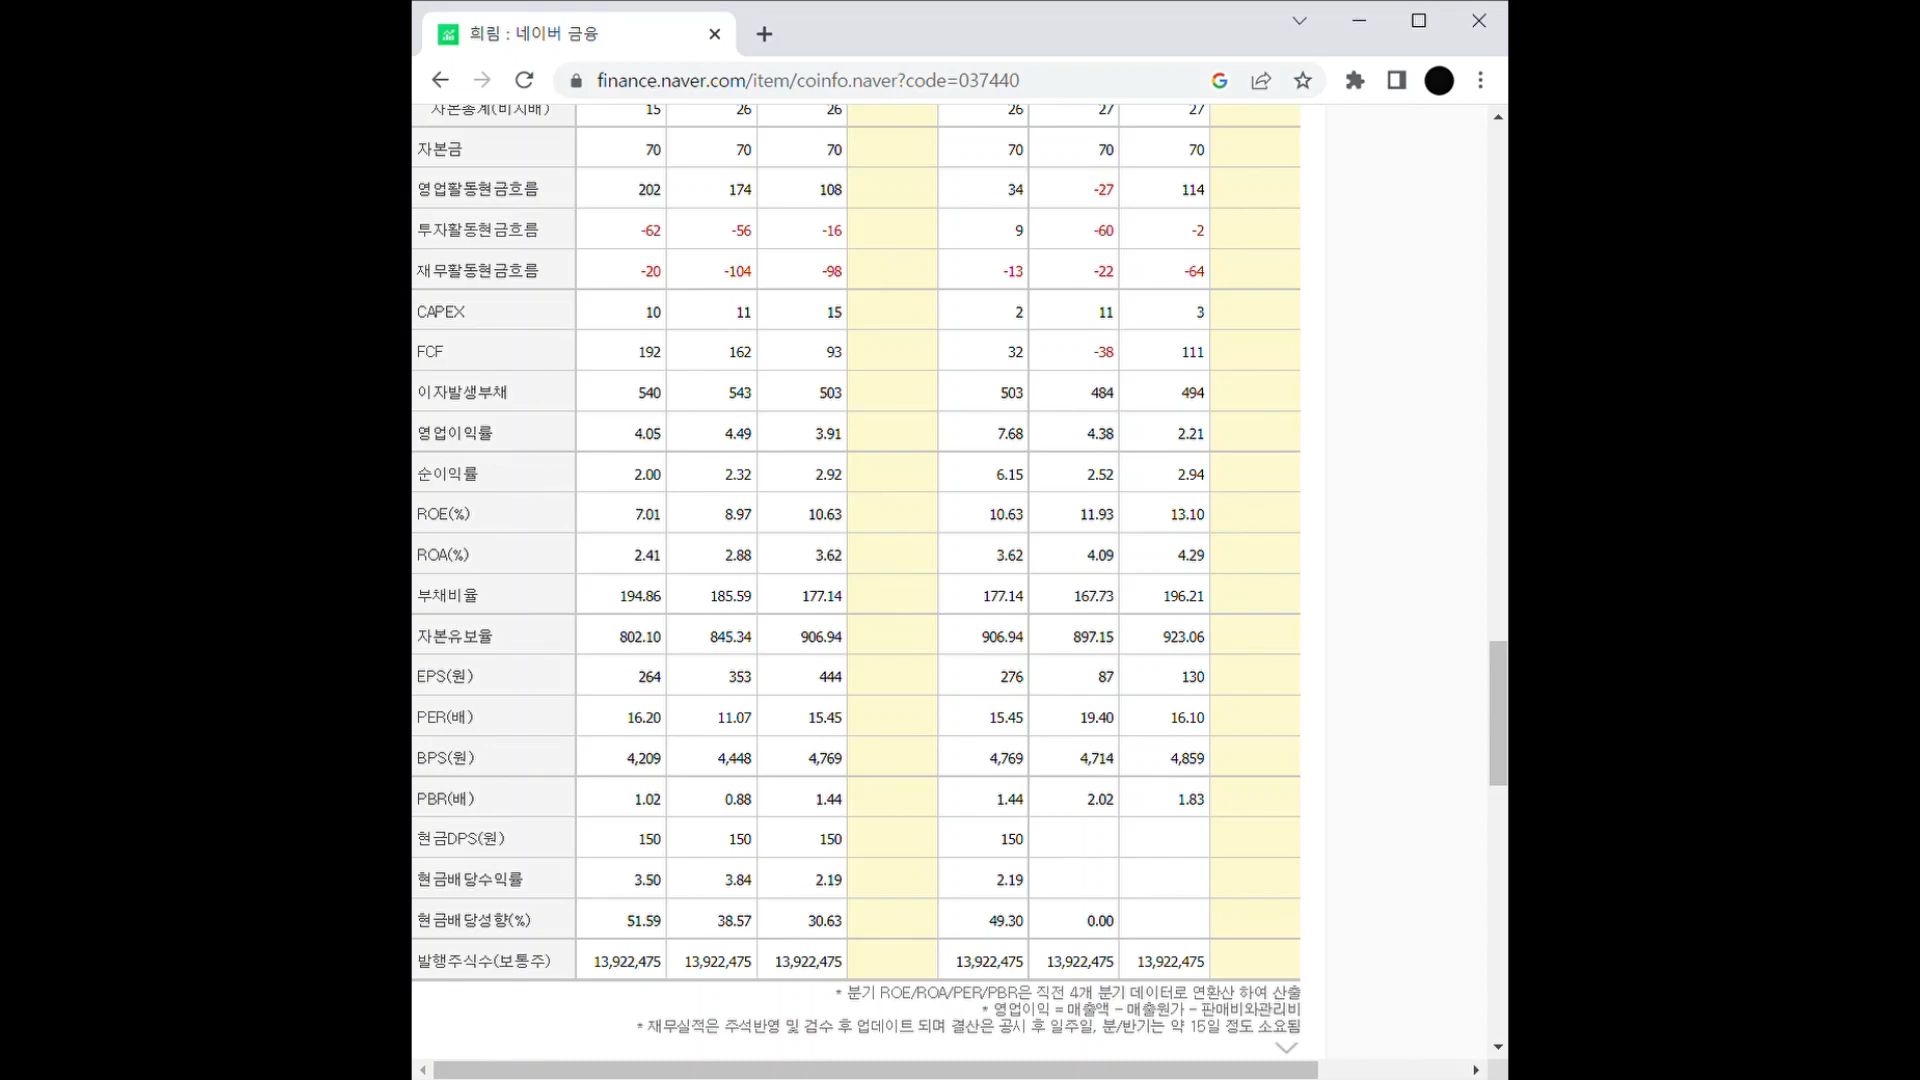 희림 : 네이버 금융
finance.naver.com/item/coinfo.naver?code=037440
자본총계(비지배) 15 26 26 26 27 27
자본금 70 70 70 70 70 70
영업활동현금흐름 202 174 108 34 -27 114
투자활동현금흐름 -62 -56 -16 9 -60 -2
재무활동현금흐름 -20 -104 -98 -13 -22 -64
CAPEX 10 11 15 2 11 3
FCF 192 162 93 32 -38 111
이자발생부채 540 543 503 503 484 494
영업이익률 4.05 4.49 3.91 7.68 4.38 2.21
순이익률 2.00 2.32 2.92 6.15 2.52 2.94
ROE(%) 7.01 8.97 10.63 10.63 11.93 13.10
ROA(%) 2.41 2.88 3.62 3.62 4.09 4.29
부채비율 194.86 185.59 177.14 177.14 167.73 196.21
자본유보율 802.10 845.34 906.94 906.94 897.15 923.06
EPS(원) 264 353 444 276 87 130
PER(배) 16.20 11.07 15.45 15.45 19.40 16.10
BPS(원) 4,209 4,448 4,769 4,769 4,714 4,859
PBR(배) 1.02 0.88 1.44 1.44 2.02 1.83
현금DPS(원) 150 150 150 150
현금배당수익률 3.50 3.84 2.19 2.19
현금배당성향(%) 51.59 38.57 30.63 49.30 0.00
발행주식수(보통주) 13,922,475 13,922,475 13,922,475 13,922,475 13,922,475 13,922,475
* 분기 ROE/ROA/PER/PBR은 직전 4개 분기 데이터로 연환산 하여 산출
* 영업이익 = 매출액 - 매출원가 - 판매비와관리비
* 재무실적은 주석반영 및 검수 후 업데이트 되며 결산은 공시 후 일주일, 분/반기는 약 15일 정도 소요됨